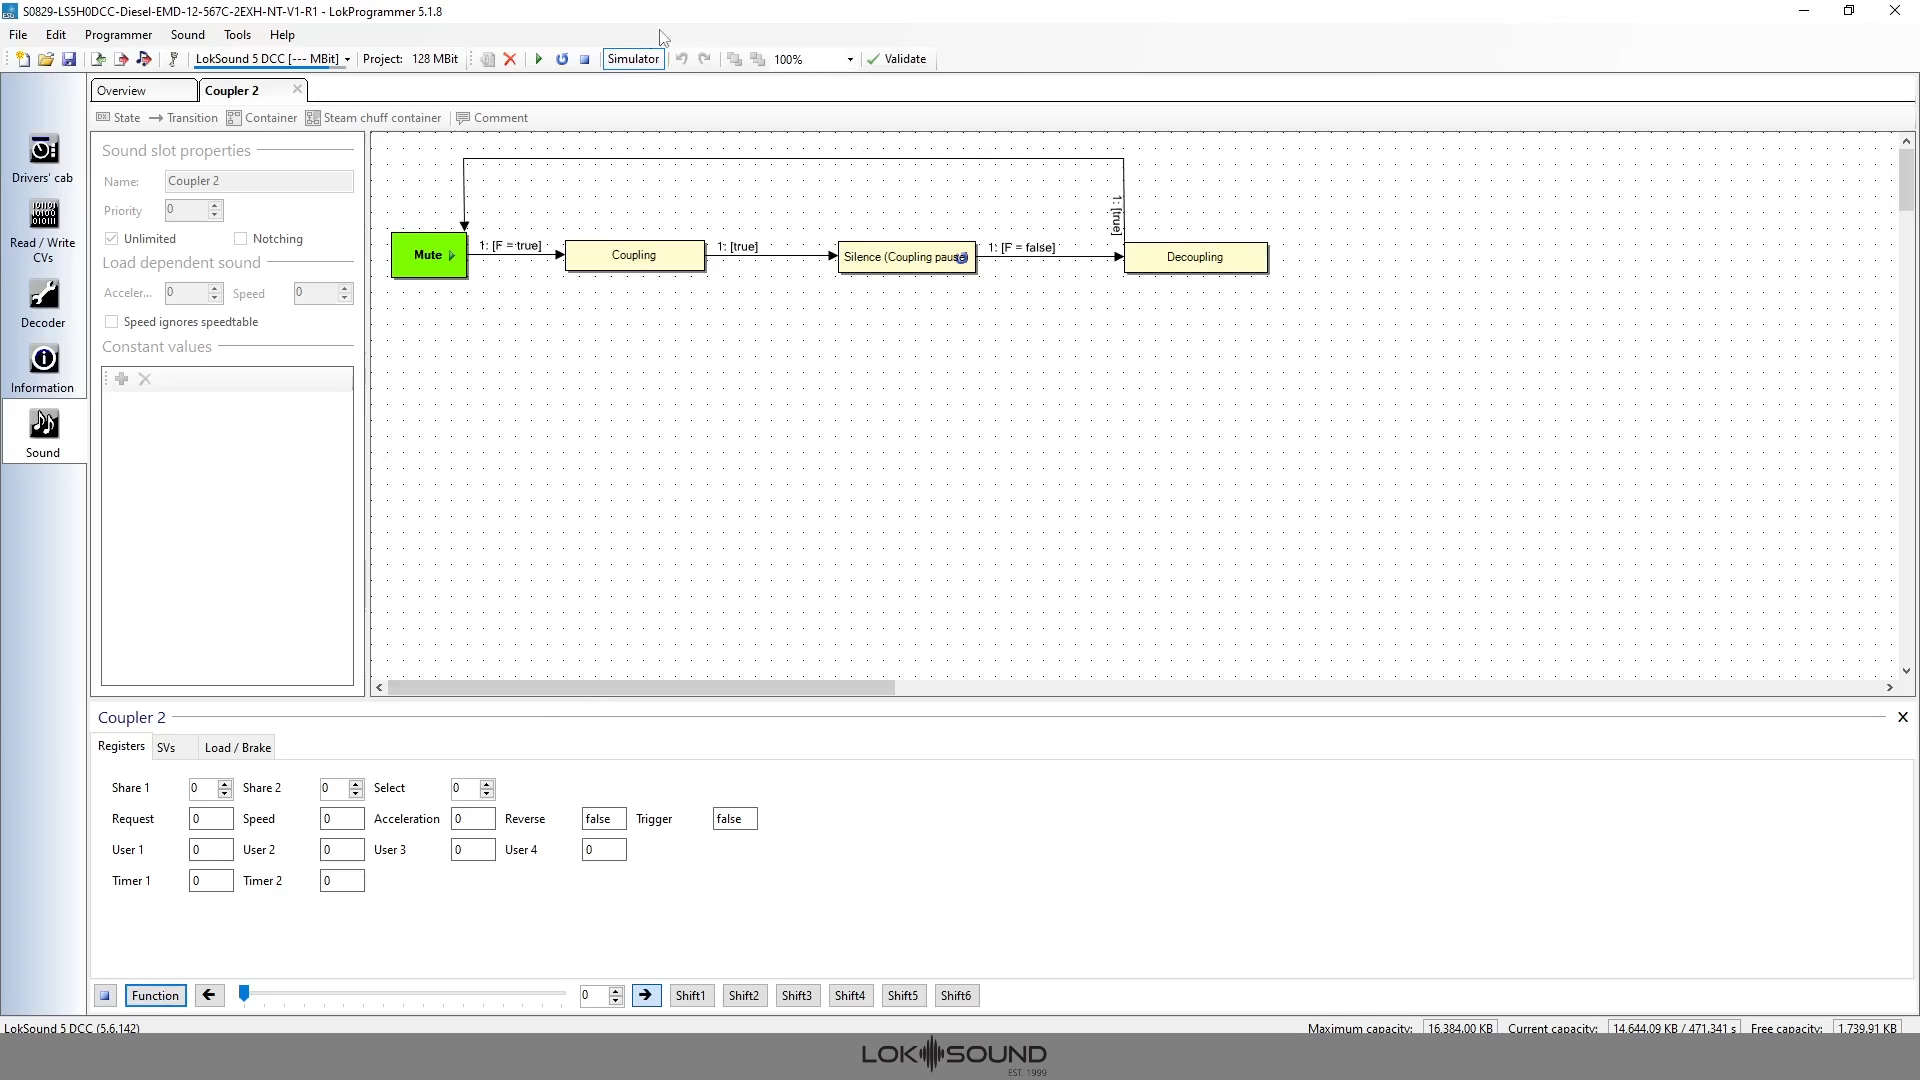 S0829-LS5H0DCC-Diesel-EMD-12-567C-2EXH-NT-V1-R1 - LokProgrammer 5.1.8
File Edit Programmer Sound Tools Help
LokSound 5 DCC [--- MBit] Project: 128 MBit Simulator 100% Validate
Overview Coupler 2
State Transition Container Steam chuff container Comment
Drivers' cab
Read / Write
CVs
Decoder
Information
Sound
Sound slot properties
Name: Coupler 2
Priority 0
Unlimited Notching
Load dependent sound
Acceler... 0 Speed 0
Speed ignores speedtable
Constant values
Mute 1: [F = true] Coupling 1: [true] Silence (Coupling pause 1: [F = false] Decoupling
1: [true]
Coupler 2
Registers SVs Load / Brake
Share 1 0 Share 2 0 Select 0
Request 0 Speed 0 Acceleration 0 Reverse false Trigger false
User 1 0 User 2 0 User 3 0 User 4 0
Timer 1 0 Timer 2 0
Function 0 Shift1 Shift2 Shift3 Shift4 Shift5 Shift6
LokSound 5 DCC (5.6.142) Maximum capacity: 16.384,00 KB Current capacity: 14.644,09 KB / 471,341 s Free capacity: 1.739,91 KB
LOKSOUND
EST. 1999